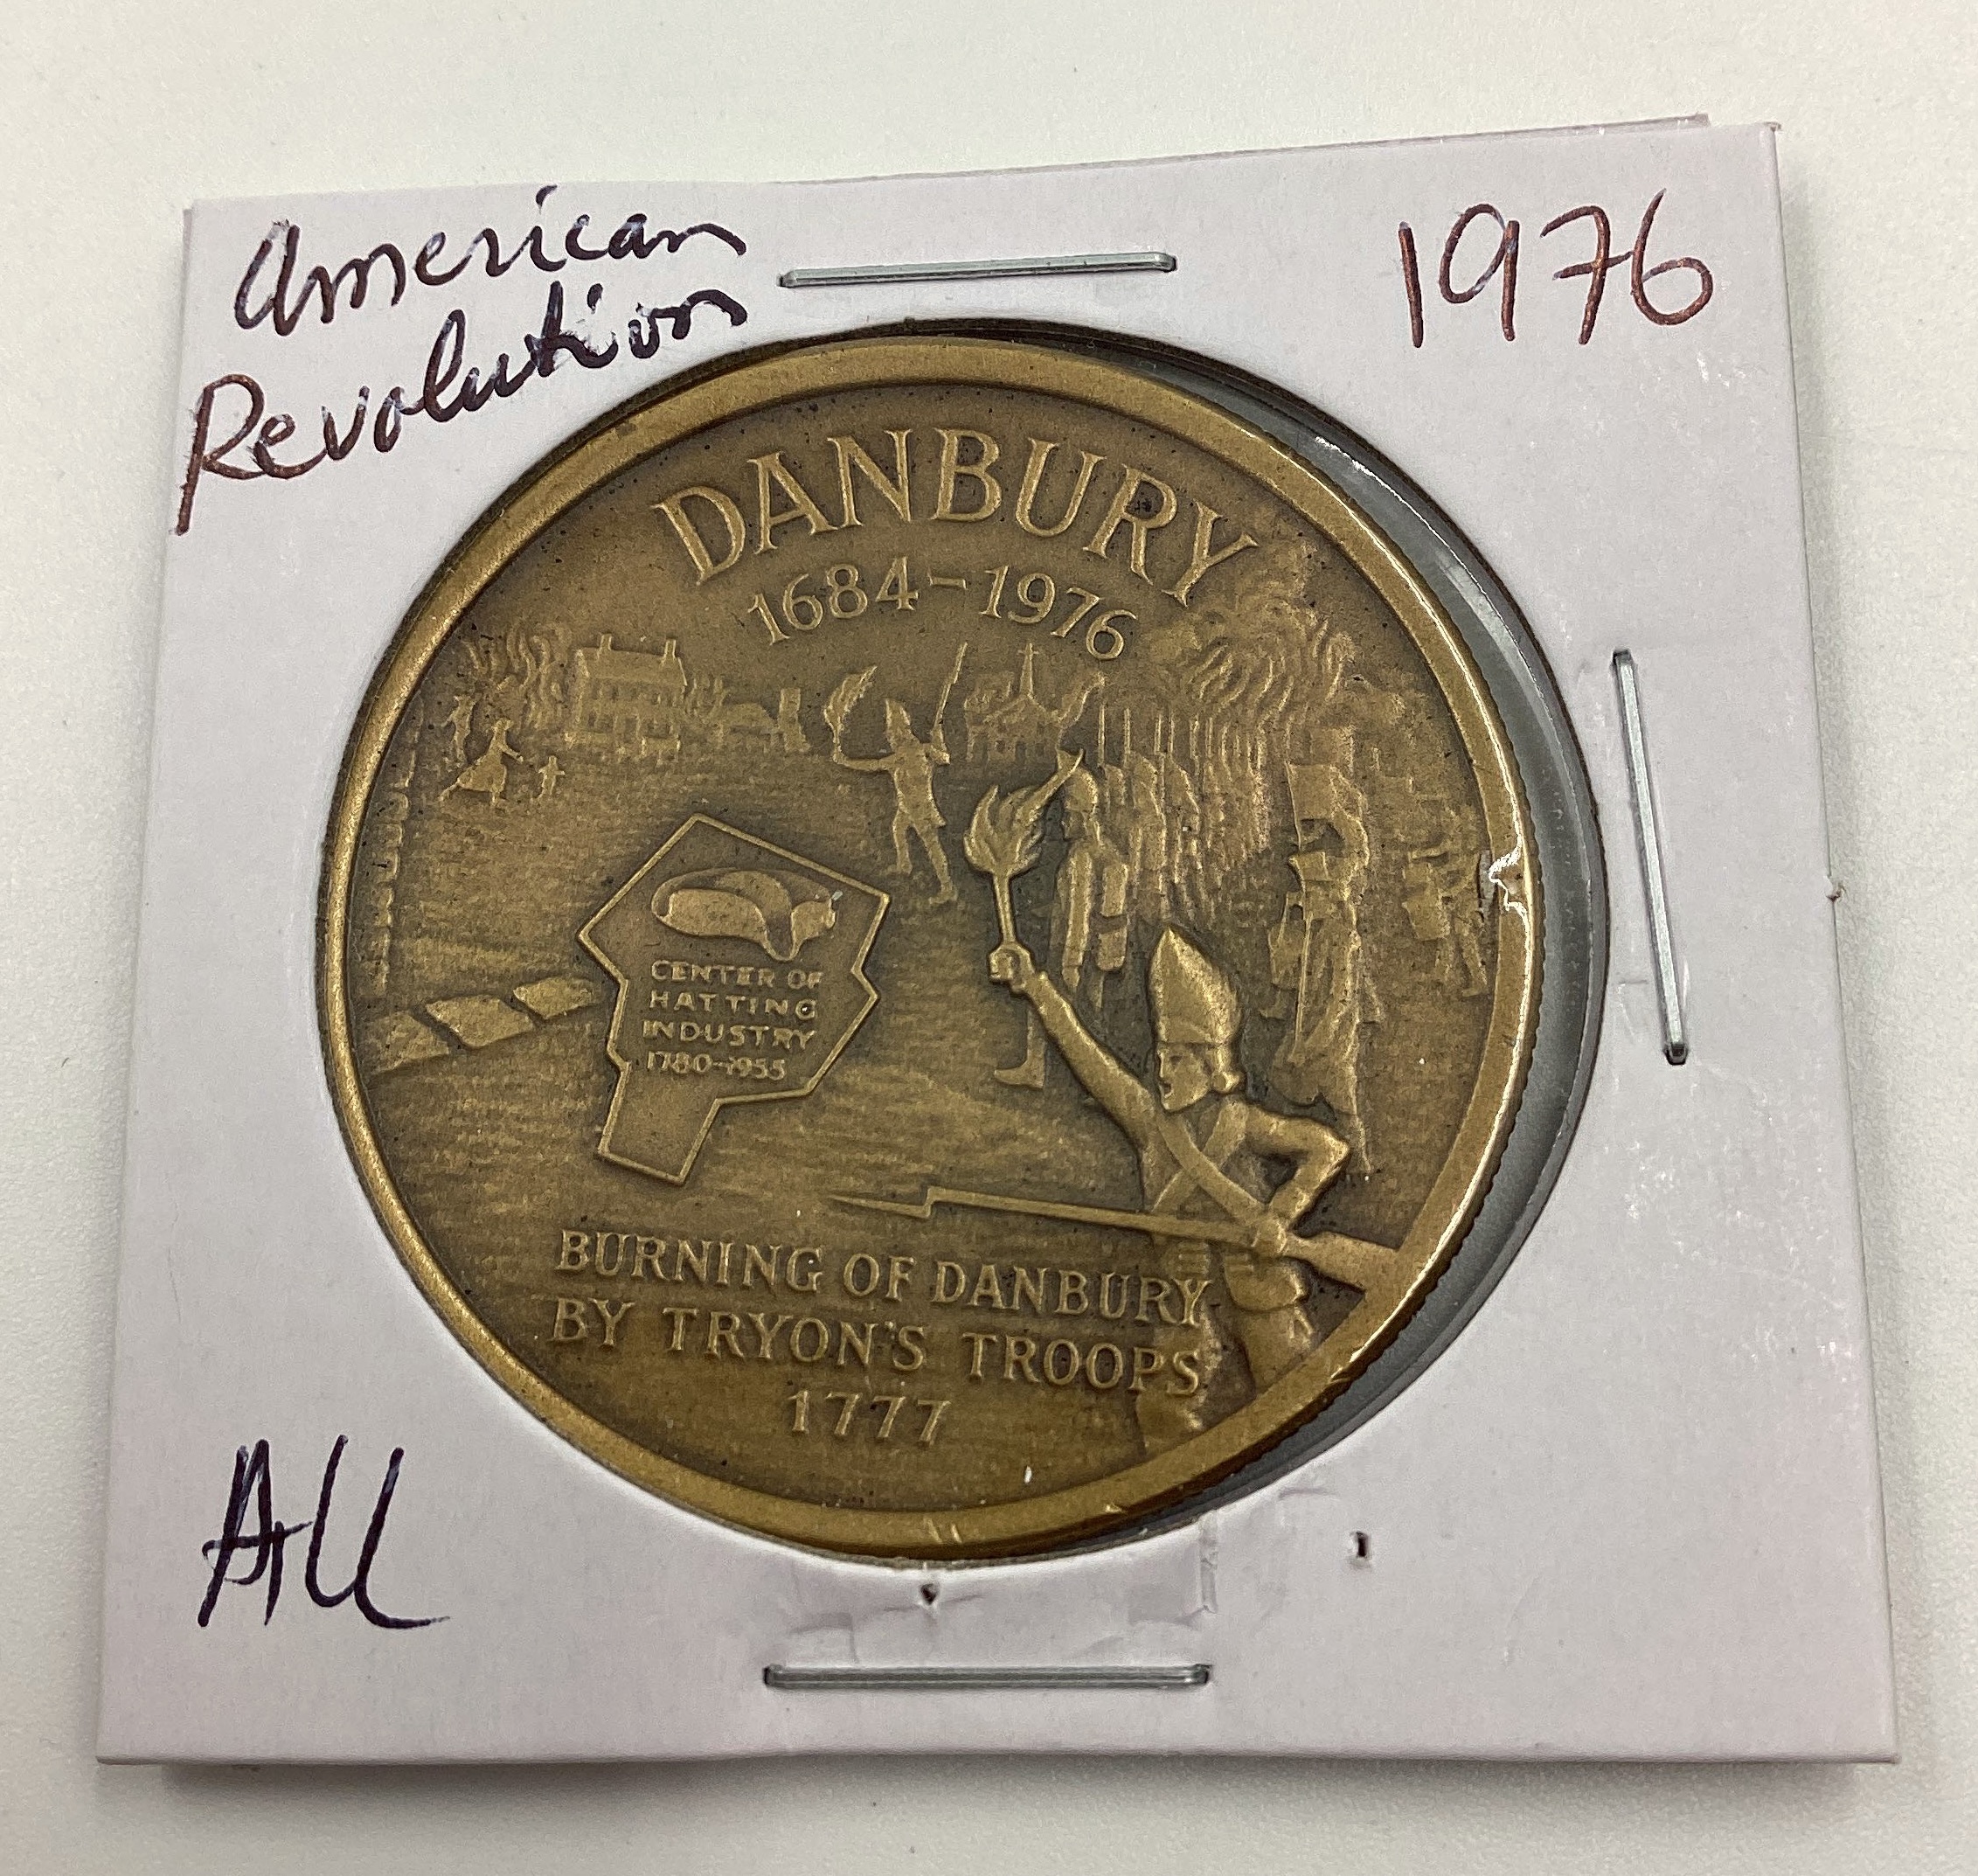 American
Revolution
1976
DANBURY
1684-1976
CENTER OF
HATTING
INDUSTRY
1780-1955
BURNING OF DANBURY
BY TRYON'S TROOPS
1777
AU